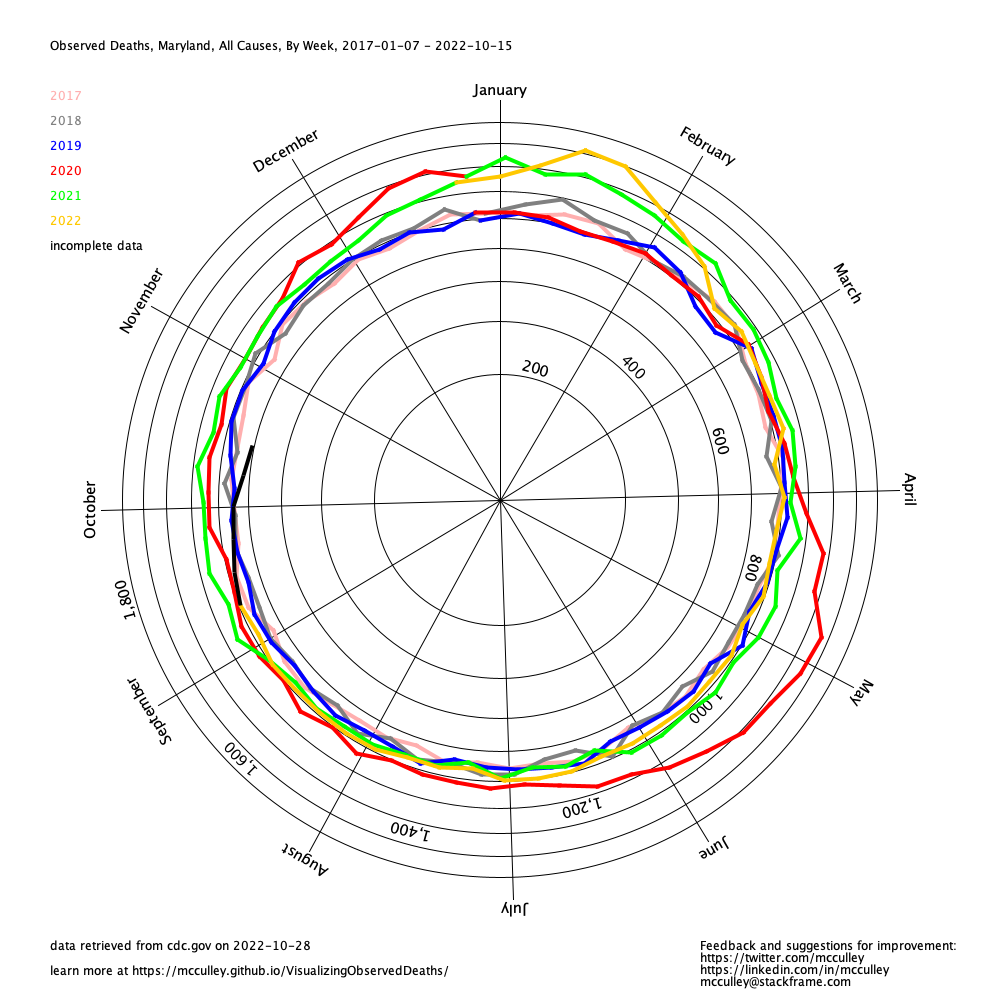 Observed Deaths, Maryland, All Causes, By Week, 2017-01-07 - 2022-10-15
2017
2018
2019
2020
2021
2022
incomplete data
January
February
March
April
May
June
July
August
September
October
November
December
200
400
600
800
1,000
1,200
1,400
1,600
1,800
data retrieved from cdc.gov on 2022-10-28
learn more at https://mcculley.github.io/VisualizingObservedDeaths/
Feedback and suggestions for improvement:
https://twitter.com/mcculley
https://linkedin.com/in/mcculley
mcculley@stackframe.com